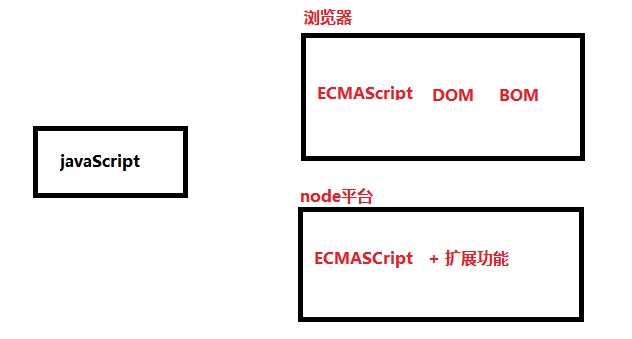 浏览器
ECMAScript DOM BOM
javaScript
node平台
ECMASCript + 扩展功能